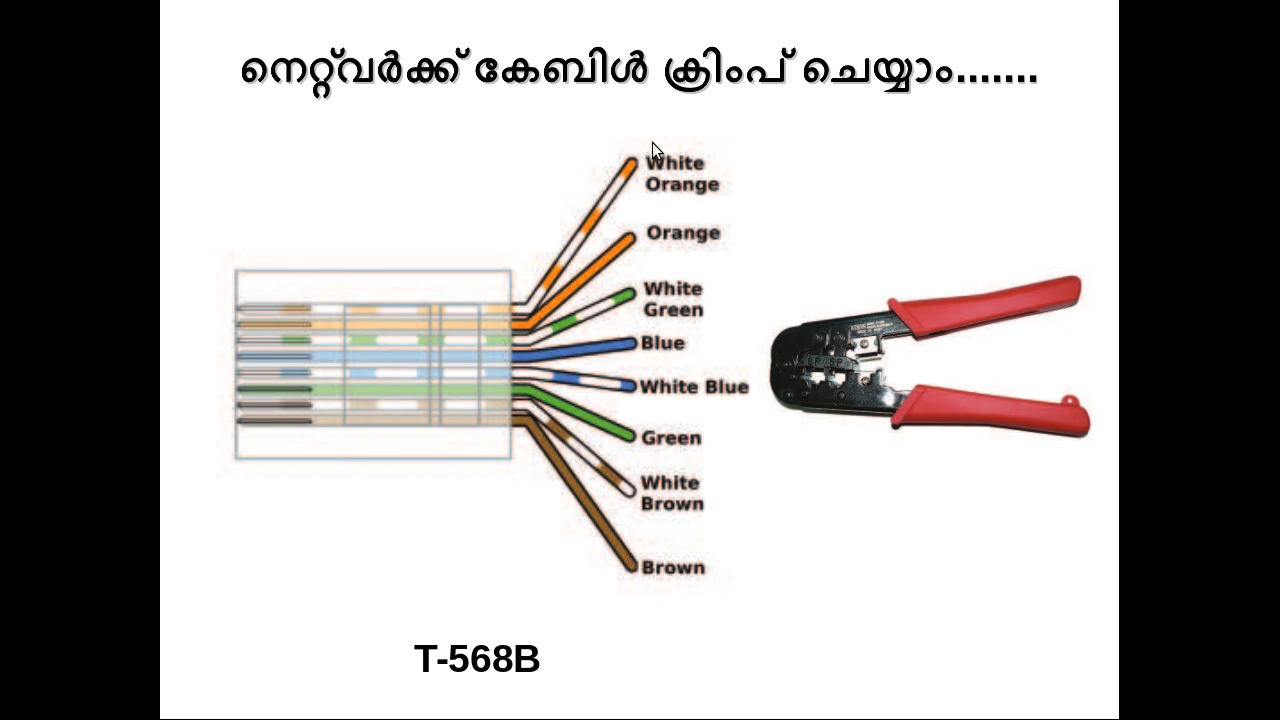 നെറ്റ്‌വർക്ക് കേബിൾ ക്രിംപ് ചെയ്യാം.......
White
Orange
Orange
White
Green
Blue
White Blue
Green
White
Brown
Brown
T-568B